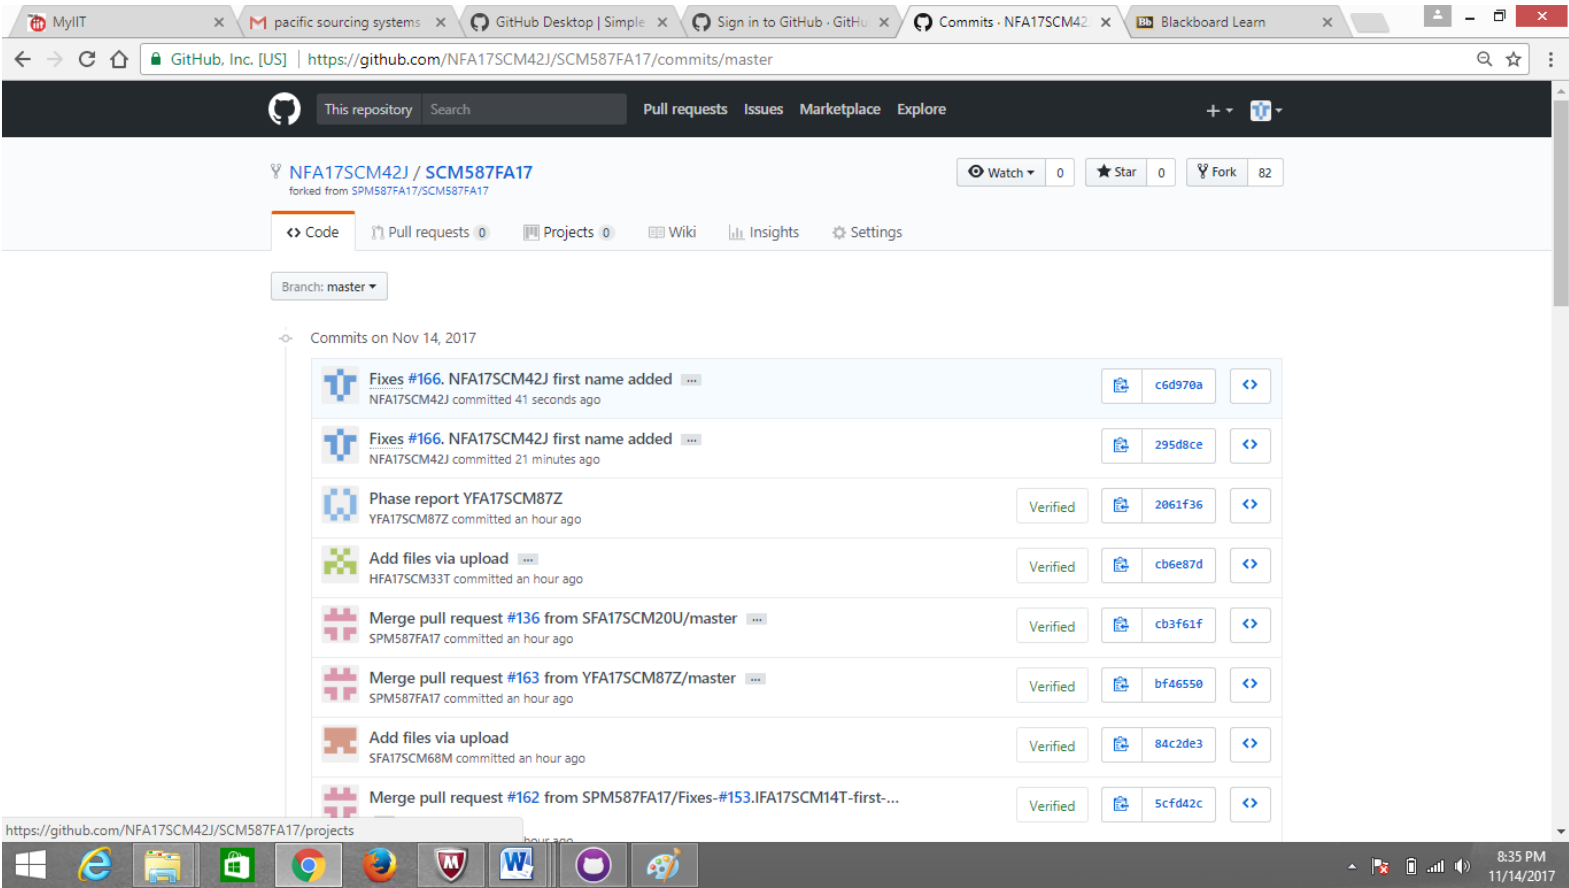 MyIIT
pacific sourcing systems
GitHub Desktop | Simple
Sign in to GitHub · GitHu
Commits · NFA17SCM42
Bb Blackboard Learn
GitHub, Inc. [US] https://github.com/NFA17SCM42J/SCM587FA17/commits/master
This repository Search Pull requests Issues Marketplace Explore
NFA17SCM42J / SCM587FA17
forked from SPM587FA17/SCM587FA17
Watch 0 Star 0 Fork 82
Code Pull requests 0 Projects 0 Wiki Insights Settings
Branch: master
Commits on Nov 14, 2017
Fixes #166. NFA17SCM42J first name added ...
NFA17SCM42J committed 41 seconds ago
c6d970a
Fixes #166. NFA17SCM42J first name added ...
NFA17SCM42J committed 21 minutes ago
295d8ce
Phase report YFA17SCM87Z
YFA17SCM87Z committed an hour ago
Verified 2061f36
Add files via upload ...
HFA17SCM33T committed an hour ago
Verified cb6e87d
Merge pull request #136 from SFA17SCM20U/master ...
SPM587FA17 committed an hour ago
Verified cb3f61f
Merge pull request #163 from YFA17SCM87Z/master ...
SPM587FA17 committed an hour ago
Verified bf46550
Add files via upload
SFA17SCM68M committed an hour ago
Verified 84c2de3
Merge pull request #162 from SPM587FA17/Fixes-#153.IFA17SCM14T-first-...
Verified 5cfd42c
https://github.com/NFA17SCM42J/SCM587FA17/projects
hour ago
8:35 PM
11/14/2017